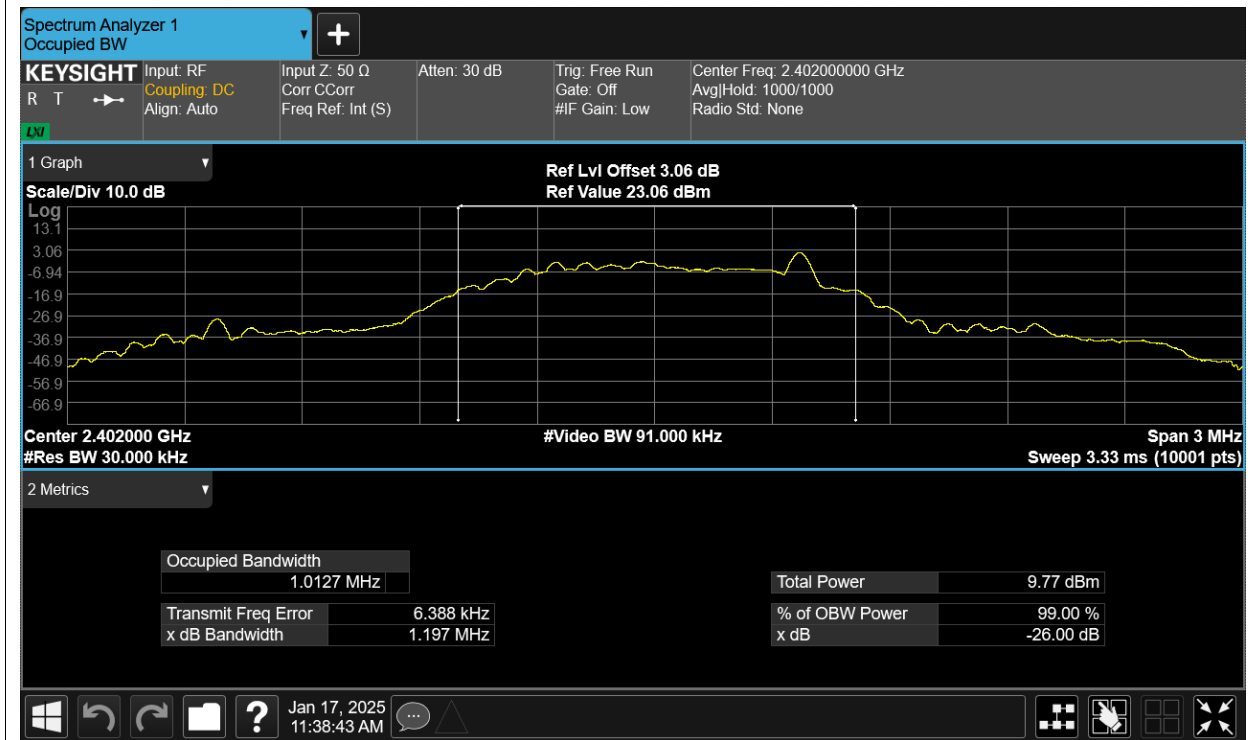 Spectrum Analyzer 1
Occupied BW
KEYSIGHT
R T
LXI
Input: RF
Coupling: DC
Align: Auto
Input Z: 50 Ω
Corr CCorr
Freq Ref: Int (S)
Atten: 30 dB
Trig: Free Run
Gate: Off
#IF Gain: Low
Center Freq: 2.402000000 GHz
Avg|Hold: 1000/1000
Radio Std: None
1 Graph
Scale/Div 10.0 dB
Ref Lvl Offset 3.06 dB
Ref Value 23.06 dBm
Log
13.1
3.06
-6.94
-16.9
-26.9
-36.9
-46.9
-56.9
-66.9
Center 2.402000 GHz
#Video BW 91.000 kHz
Span 3 MHz
#Res BW 30.000 kHz
Sweep 3.33 ms (10001 pts)
2 Metrics
Occupied Bandwidth
1.0127 MHz
Total Power 9.77 dBm
Transmit Freq Error 6.388 kHz
% of OBW Power 99.00 %
x dB Bandwidth 1.197 MHz
x dB -26.00 dB
?
Jan 17, 2025
11:38:43 AM